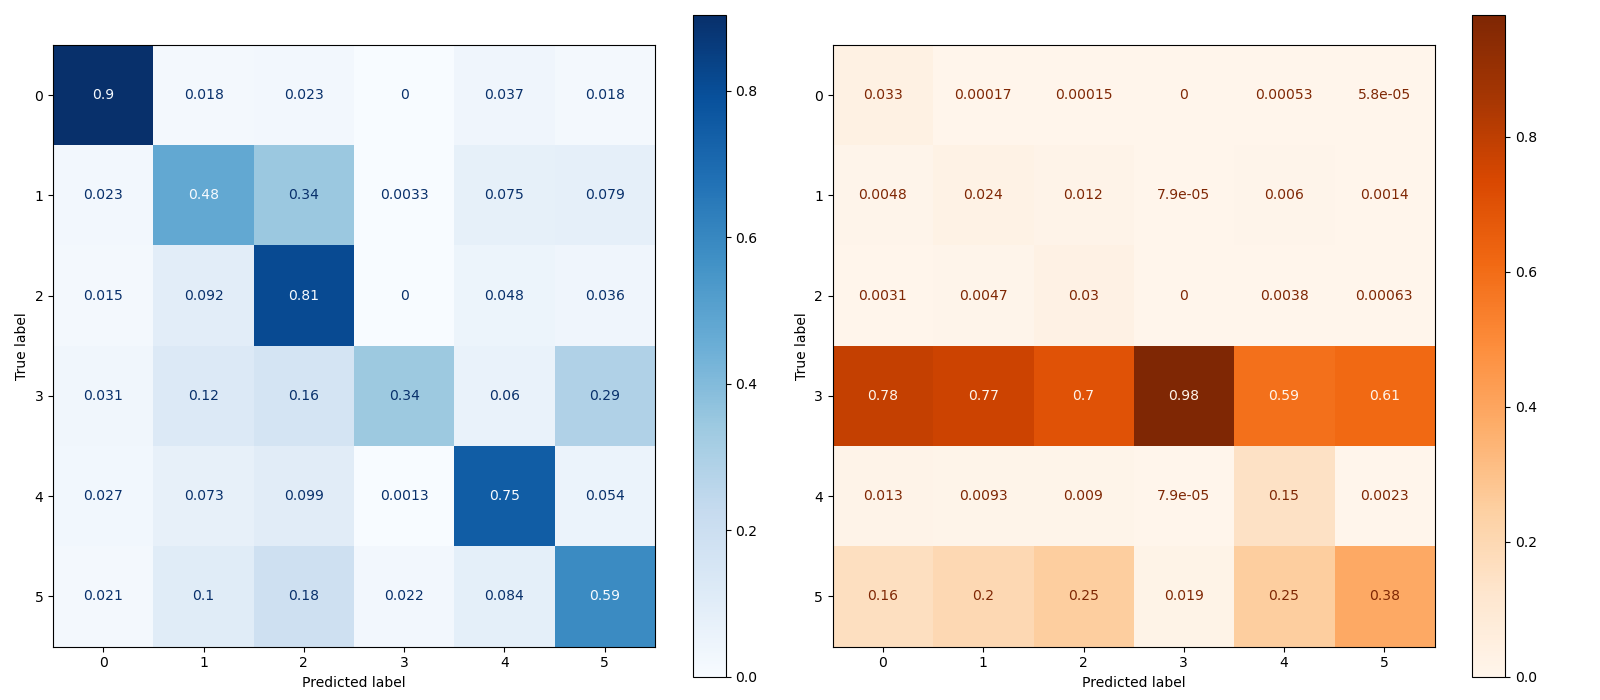 0 0.9 0.018 0.023 0 0.037 0.018
1 0.023 0.48 0.34 0.0033 0.075 0.079
2 0.015 0.092 0.81 0 0.048 0.036
3 0.031 0.12 0.16 0.34 0.06 0.29
4 0.027 0.073 0.099 0.0013 0.75 0.054
5 0.021 0.1 0.18 0.022 0.084 0.59
0 1 2 3 4 5
True label
Predicted label
0.8
0.6
0.4
0.2
0.0
0 0.033 0.00017 0.00015 0 0.00053 5.8e-05
1 0.0048 0.024 0.012 7.9e-05 0.006 0.0014
2 0.0031 0.0047 0.03 0 0.0038 0.00063
3 0.78 0.77 0.7 0.98 0.59 0.61
4 0.013 0.0093 0.009 7.9e-05 0.15 0.0023
5 0.16 0.2 0.25 0.019 0.25 0.38
0 1 2 3 4 5
True label
Predicted label
0.8
0.6
0.4
0.2
0.0